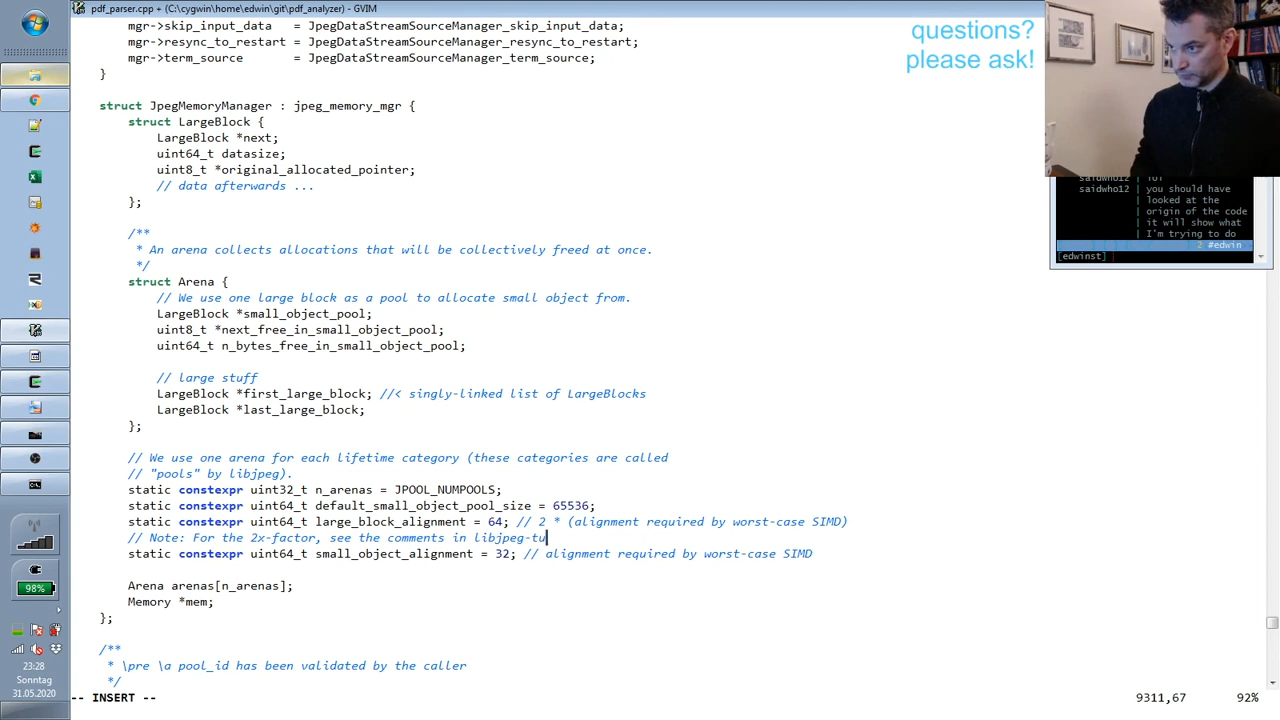 pdf_parser.cpp + (C:\cygwin\home\edwin\git\pdf_analyzer) - GVIM
mgr->skip_input_data   = JpegDataStreamSourceManager_skip_input_data;
mgr->resync_to_restart = JpegDataStreamSourceManager_resync_to_restart;
mgr->term_source       = JpegDataStreamSourceManager_term_source;
}
struct JpegMemoryManager : jpeg_memory_mgr {
struct LargeBlock {
LargeBlock *next;
uint64_t datasize;
uint8_t *original_allocated_pointer;
// data afterwards ...
};
/**
* An arena collects allocations that will be collectively freed at once.
*/
struct Arena {
// We use one large block as a pool to allocate small object from.
LargeBlock *small_object_pool;
uint8_t *next_free_in_small_object_pool;
uint64_t n_bytes_free_in_small_object_pool;
// large stuff
LargeBlock *first_large_block; //< singly-linked list of LargeBlocks
LargeBlock *last_large_block;
};
// We use one arena for each lifetime category (these categories are called
// "pools" by libjpeg).
static constexpr uint32_t n_arenas = JPOOL_NUMPOOLS;
static constexpr uint64_t default_small_object_pool_size = 65536;
static constexpr uint64_t large_block_alignment = 64; // 2 * (alignment required by worst-case SIMD)
// Note: For the 2x-factor, see the comments in libjpeg-tu
static constexpr uint64_t small_object_alignment = 32; // alignment required by worst-case SIMD
Arena arenas[n_arenas];
Memory *mem;
};
/**
* \pre \a pool_id has been validated by the caller
*/
-- INSERT --
9311,67
92%
questions?
please ask!
saidwho12 | you should have
| looked at the
| origin of the code
| it will show what
| I'm trying to do
2 #edwin
[edwinst]
98%
23:28
Sonntag
31.05.2020